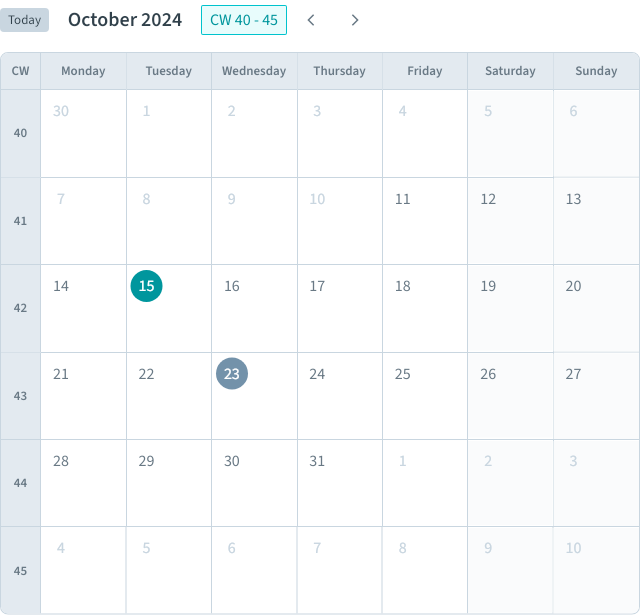 Today October 2024 CW 40 - 45
CW Monday Tuesday Wednesday Thursday Friday Saturday Sunday
40 30 1 2 3 4 5 6
41 7 8 9 10 11 12 13
42 14 15 16 17 18 19 20
43 21 22 23 24 25 26 27
44 28 29 30 31 1 2 3
45 4 5 6 7 8 9 10